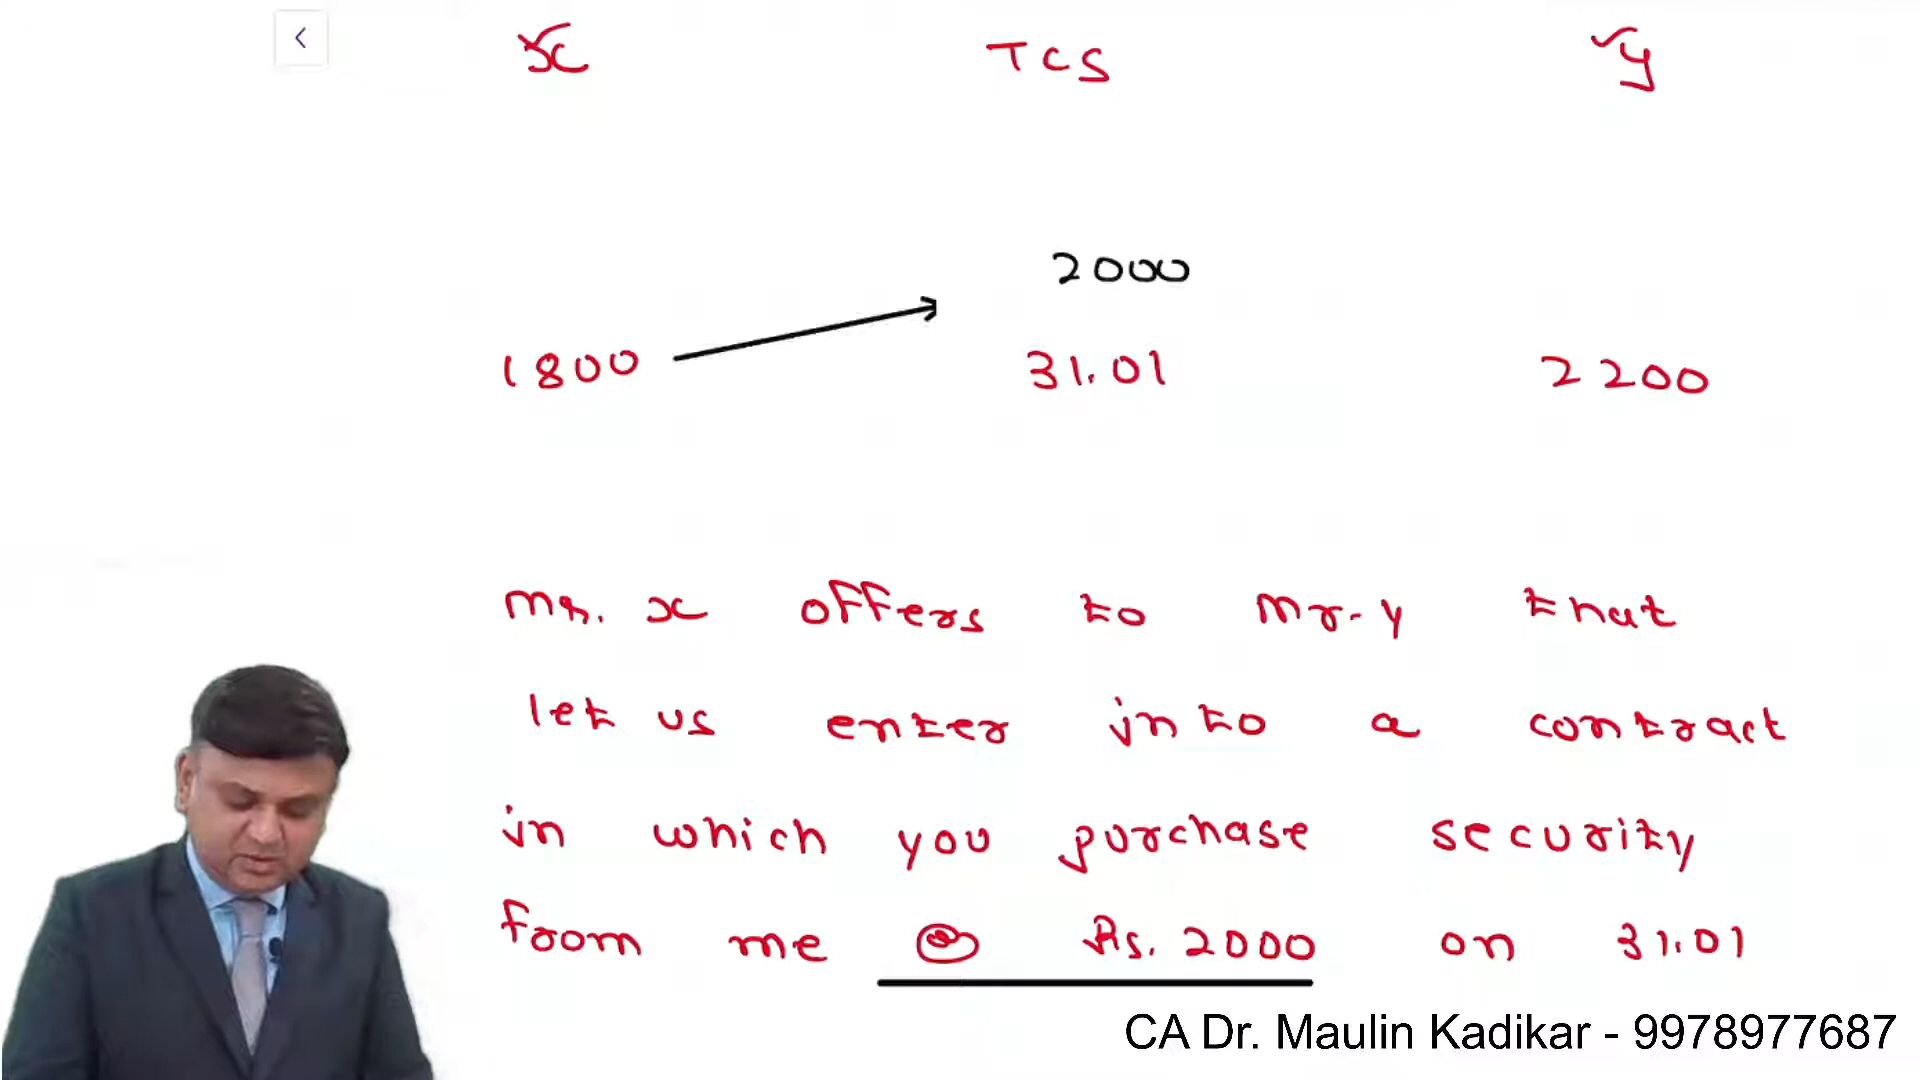 x TCS y
2000
1800 31.01 2200
Mr. x offers to Mr. y that
let us enter into a contract
in which you purchase security
from me @ Rs. 2000 on 31.01
CA Dr. Maulin Kadikar - 9978977687